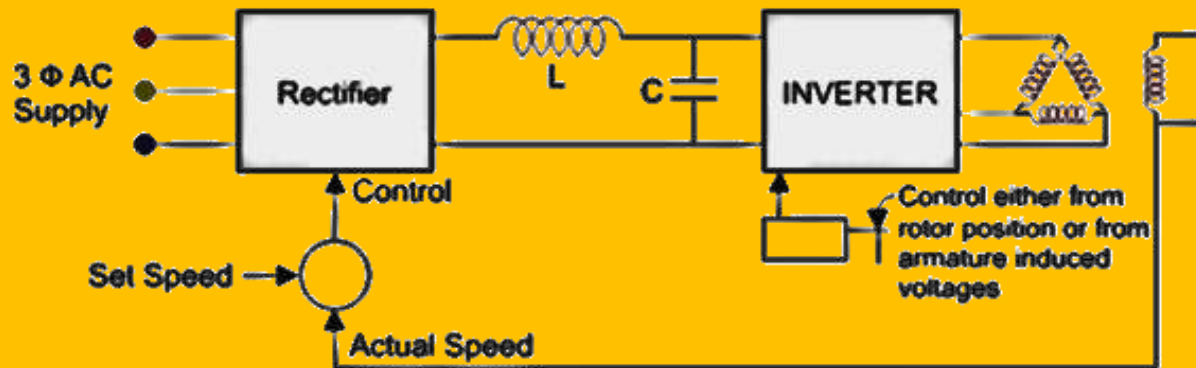 3 Φ AC
Supply
Rectifier
L
C
INVERTER
Control
Set Speed
Actual Speed
Control either from
rotor position or from
armature induced
voltages